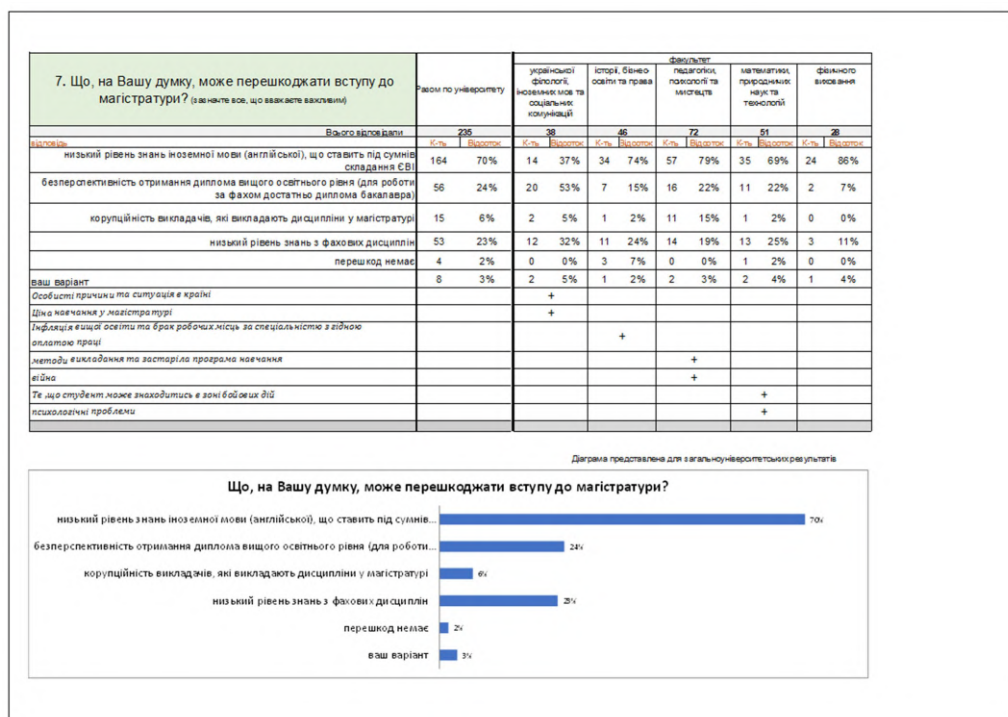 7. Що, на Вашу думку, може перешкоджати вступу до
магістратури? (зазначте все, що вважаєте важливим)
Разом по університету
факультет
української філології, іноземних мов та соціальних комунікацій
історії, бізнес-освіти та права
педагогіки, психології та мистецтв
математики, природничих наук та технологій
фізичного виховання
Всього відповідали 235 38 46 72 51 28
відповідь К-ть Відсоток К-ть Відсоток К-ть Відсоток К-ть Відсоток К-ть Відсоток К-ть Відсоток
низький рівень знань іноземної мови (англійської), що ставить під сумнів
складання ЄВІ 164 70% 14 37% 34 74% 57 79% 35 69% 24 86%
безперспективність отримання диплома вищого освітнього рівня (для роботи
за фахом достатньо диплома бакалавра) 56 24% 20 53% 7 15% 16 22% 11 22% 2 7%
корупційність викладачів, які викладають дисципліни у магістратурі 15 6% 2 5% 1 2% 11 15% 1 2% 0 0%
низький рівень знань з фахових дисциплін 53 23% 12 32% 11 24% 14 19% 13 25% 3 11%
перешкод немає 4 2% 0 0% 3 7% 0 0% 1 2% 0 0%
ваш варіант 8 3% 2 5% 1 2% 2 3% 2 4% 1 4%
Особисті причини та ситуація в країні +
Ціна навчання у магістратурі +
Інфляція вищої освіти та брак робочих місць за спеціальністю з гідною
оплатою праці +
методи викладання та застаріла програма навчання +
війна +
Те ,що студент може знаходитись в зоні бойових дій +
психологічні проблеми +
Діаграма представлена для загальноуніверситетських результатів
Що, на Вашу думку, може перешкоджати вступу до магістратури?
низький рівень знань іноземної мови (англійської), що ставить під сумнів... 70%
безперспективність отримання диплома вищого освітнього рівня (для роботи... 24%
корупційність викладачів, які викладають дисципліни у магістратурі 6%
низький рівень знань з фахових дисциплін 23%
перешкод немає 2%
ваш варіант 3%